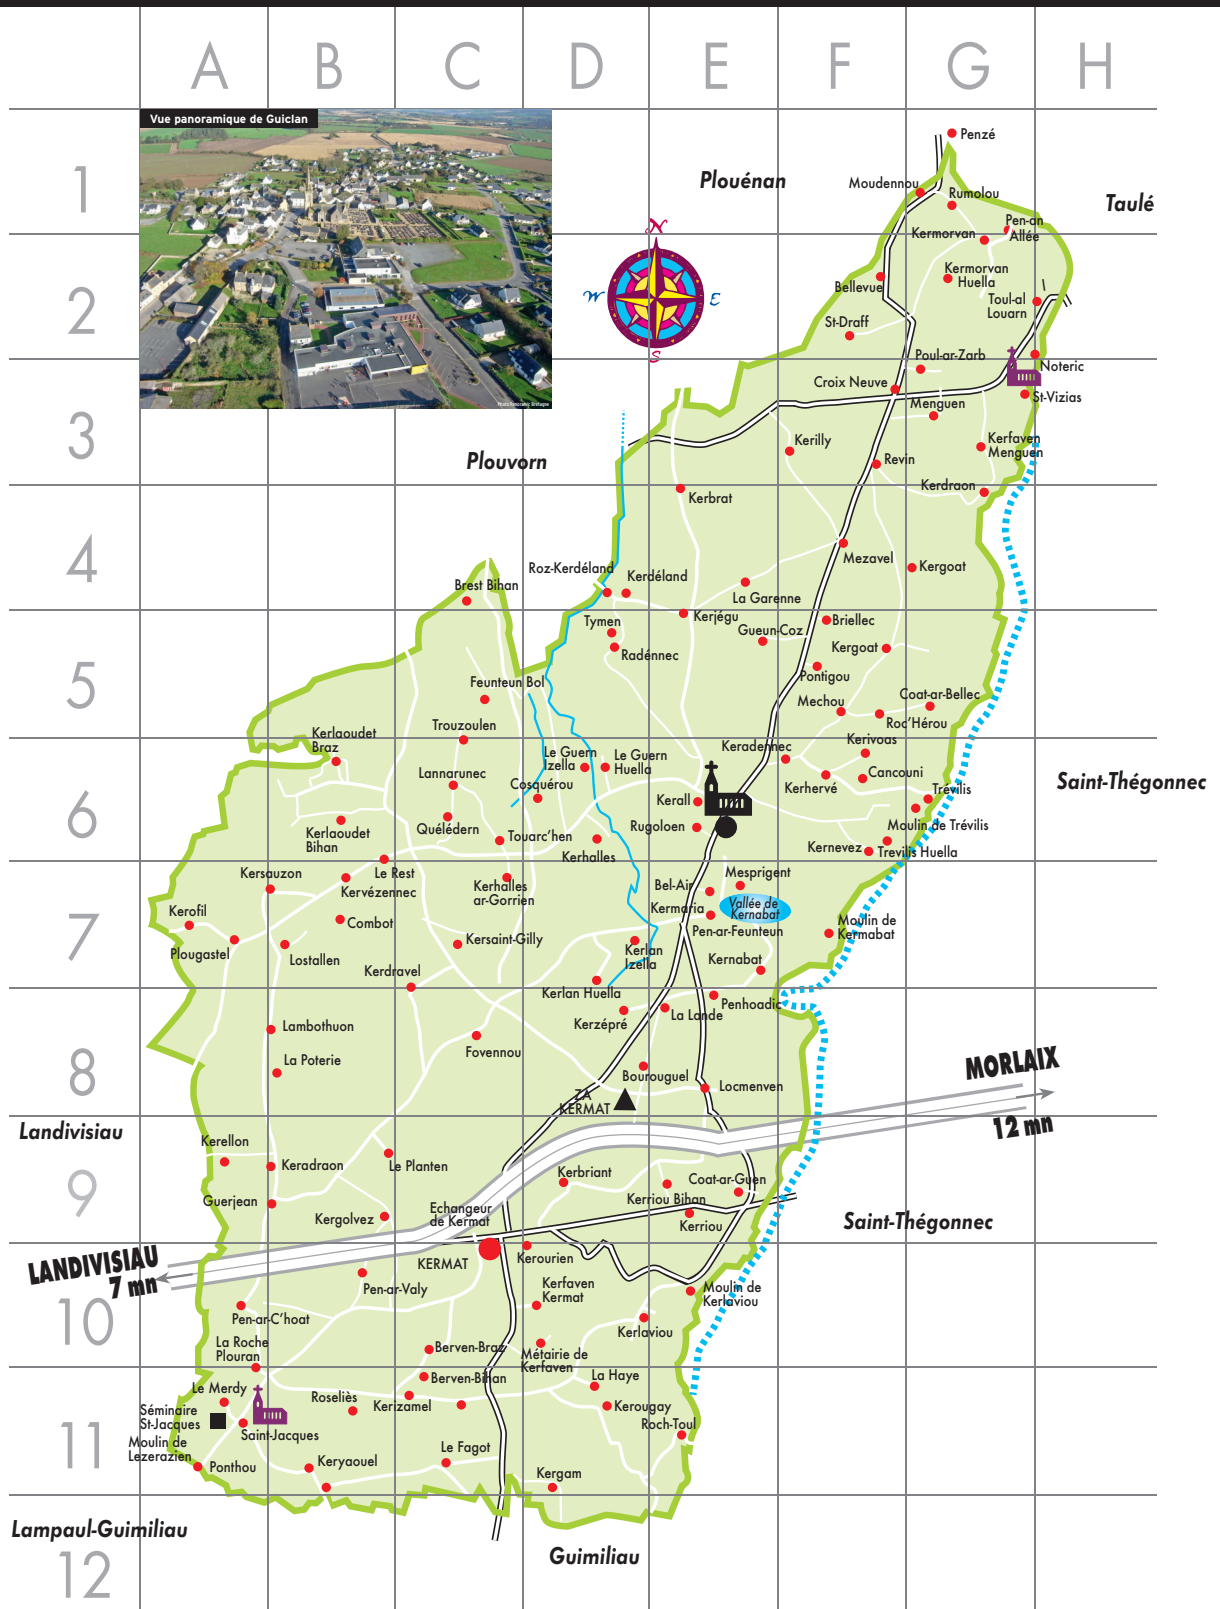 A B C D E F G H
Vue panoramique de Guiclan
Photo Panoramic Bretagne
1
2
3
4
5
6
7
8
9
10
11
12
N
W
E
S
Plouénan
Taulé
Plouvorn
Penzé
Moudennou
Rumolou
Pen-an
Allée
Kermorvan
Kermorvan
Huella
Bellevue
Toul-al
Louarn
St-Draff
Poul-ar-Zarb
Noteric
Croix Neuve
St-Vizias
Menguen
Kerilly
Kerfaven
Menguen
Revin
Kerdraon
Kerbrat
Mezavel
Kergoat
Roz-Kerdéland
Kerdéland
Brest Bihan
La Garenne
Kerjégu
Tymen
Gueun-Coz
Briellec
Radénnec
Kergoat
Pontigou
Feunteun Bol
Mechou
Coat-ar-Bellec
Roc'Hérou
Trouzoulen
Kerlaoudet
Braz
Keradennec
Kerivoas
Le Guern
Izella
Le Guern
Huella
Lannarunec
Cosquérou
Kerhervé
Cancouni
Trévilis
Saint-Thégonnec
Kerall
Rugoloen
Quélédern
Touarc'hen
Kerlaoudet
Bihan
Moulin de Trévilis
Kerhalles
Kernevez
Trevilis Huella
Kersauzon
Le Rest
Kervézennec
Kerhalles
ar-Gorrien
Bel-Air
Mesprigent
Kermaria
Vallée de
Kernabat
Kerofil
Combot
Pen-ar-Feunteun
Moulin de
Kermabat
Plougastel
Lostallen
Kersaint-Gilly
Kerlan
Izella
Kernabat
Kerdravel
Kerlan Huella
Penhoadic
La Lande
Kerzépré
Lambothuon
La Poterie
Fovennou
Bourouguel
Locmenven
ZA
KERMAT
MORLAIX
12 mn
Landivisiau
Kerellon
Keradraon
Le Planten
Kerbriant
Coat-ar-Guen
Kerriou Bihan
Guerjean
Kergolvez
Echangeur
de Kermat
Kerriou
Saint-Thégonnec
LANDIVISIAU
7 mn
KERMAT
Kerourien
Pen-ar-Valy
Kerfaven
Kermat
Moulin de
Kerlaviou
Pen-ar-C'hoat
Kerlaviou
La Roche
Plouran
Berven-Braz
Métairie de
Kerfaven
Berven-Bihan
La Haye
Le Merdy
Roseliès
Kerizamel
Kerougay
Séminaire
St-Jacques
Saint-Jacques
Roch-Toul
Moulin de
Lezerazien
Ponthou
Keryaouel
Le Fagot
Kergam
Lampaul-Guimiliau
Guimiliau